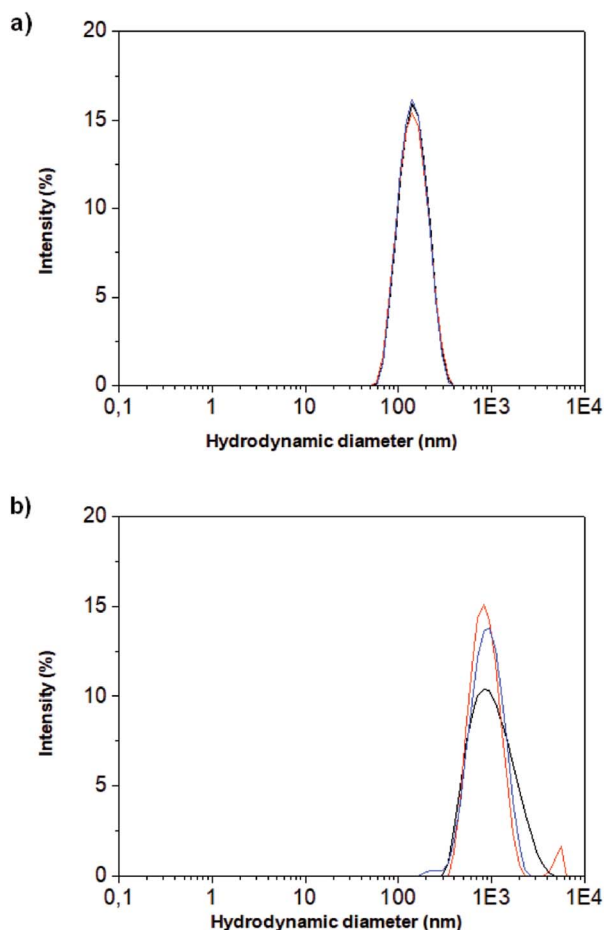 a)
20
15
10
5
0
Intensity (%)
0,1 1 10 100 1E3 1E4
Hydrodynamic diameter (nm)
b)
20
15
10
5
0
Intensity (%)
0,1 1 10 100 1E3 1E4
Hydrodynamic diameter (nm)